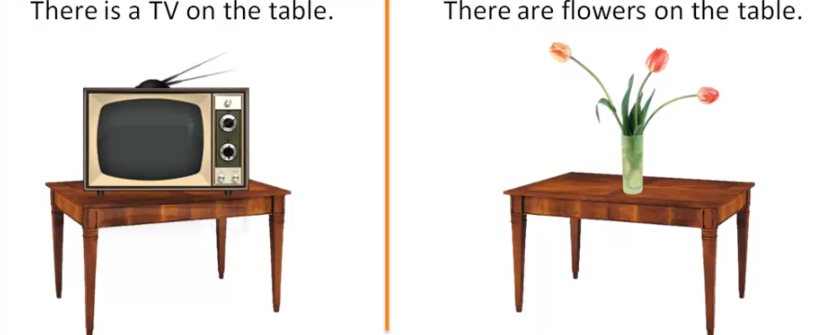 There is a TV on the table.
There are flowers on the table.